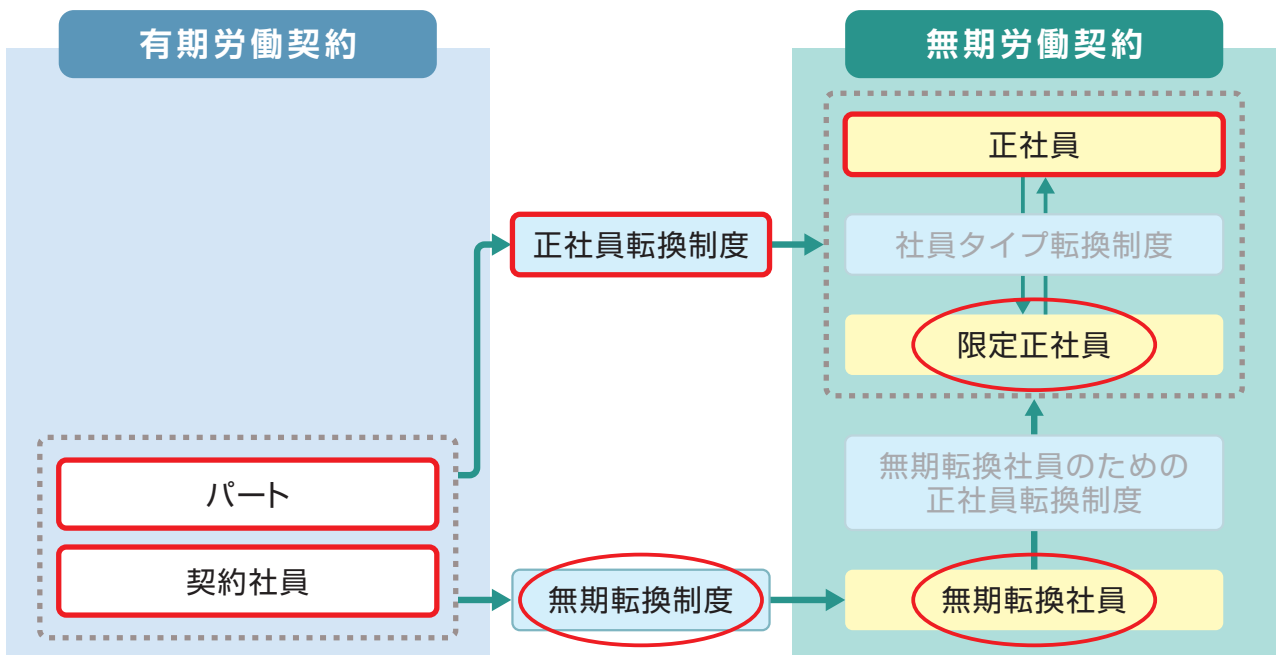 有期労働契約
無期労働契約
正社員
正社員転換制度
社員タイプ転換制度
限定正社員
パート
無期転換社員のための
正社員転換制度
契約社員
無期転換制度
無期転換社員